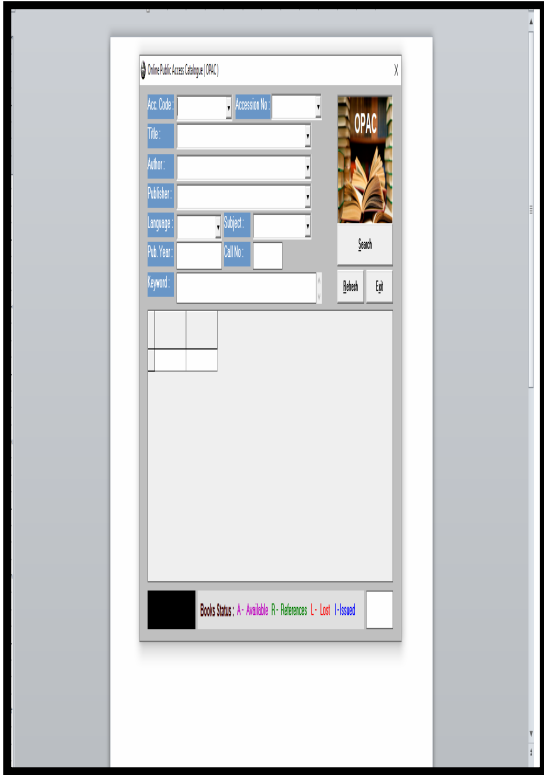 Online Public Access Catalogue ( OPAC )
X
Acc. Code :
Accession No :
Title :
Author :
Publisher :
Language :
Subject :
Pub. Year :
Call No :
Keyword :
OPAC
Search
Refresh
Exit
Books Status : A - Available R - References L - Lost I - Issued